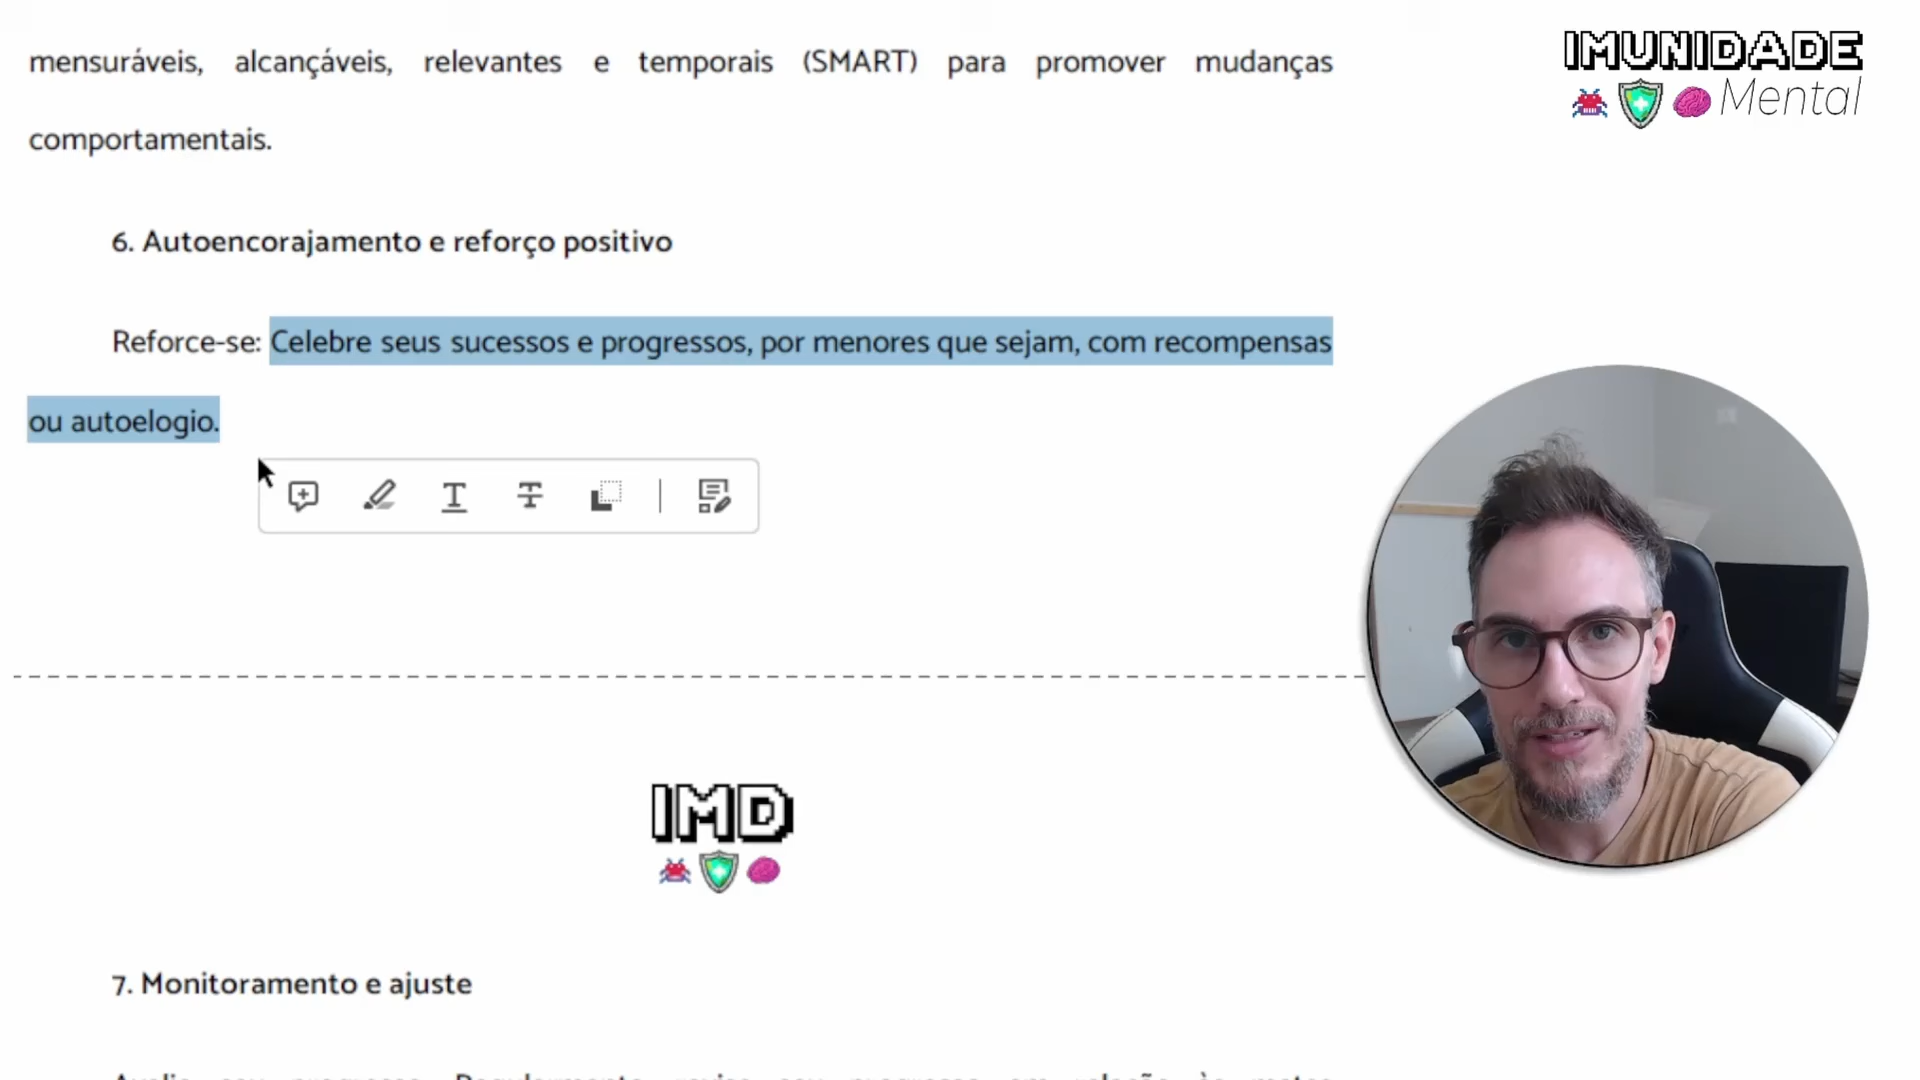 mensuráveis, alcançáveis, relevantes e temporais (SMART) para promover mudanças
comportamentais.
IMUNIDADE
Mental
6. Autoencorajamento e reforço positivo
Reforce-se: Celebre seus sucessos e progressos, por menores que sejam, com recompensas
ou autoelogio.
IMD
7. Monitoramento e ajuste